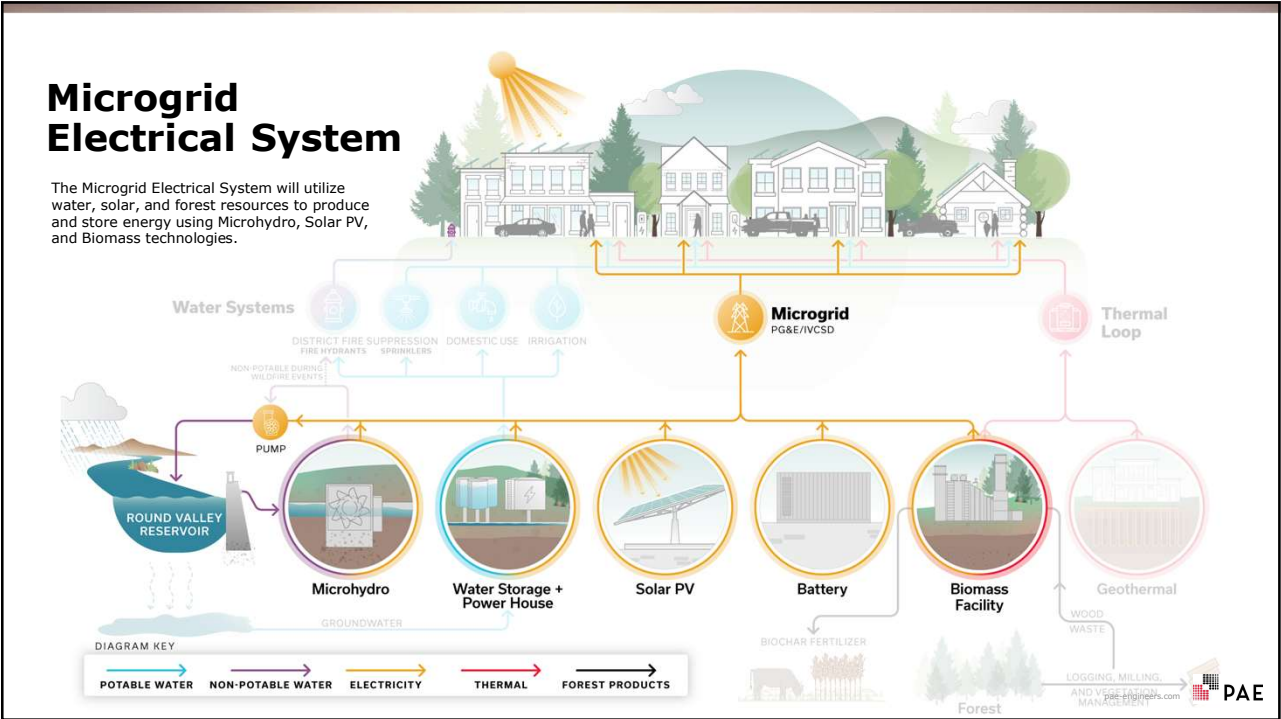 Microgrid
Electrical System
The Microgrid Electrical System will utilize
water, solar, and forest resources to produce
and store energy using Microhydro, Solar PV,
and Biomass technologies.
Water Systems
DISTRICT FIRE SUPPRESSION
FIRE HYDRANTS
SPRINKLERS
DOMESTIC USE
IRRIGATION
Microgrid
PG&E/IVCSD
Thermal
Loop
NON-POTABLE DURING
WILDFIRE EVENTS
PUMP
ROUND VALLEY
RESERVOIR
Microhydro
Water Storage +
Power House
Solar PV
Battery
Biomass
Facility
Geothermal
GROUNDWATER
BIOCHAR FERTILIZER
WOOD
WASTE
LOGGING, MILLING,
AND VEGETATION
MANAGEMENT
Forest
DIAGRAM KEY
POTABLE WATER
NON-POTABLE WATER
ELECTRICITY
THERMAL
FOREST PRODUCTS
pae-engineers.com
PAE